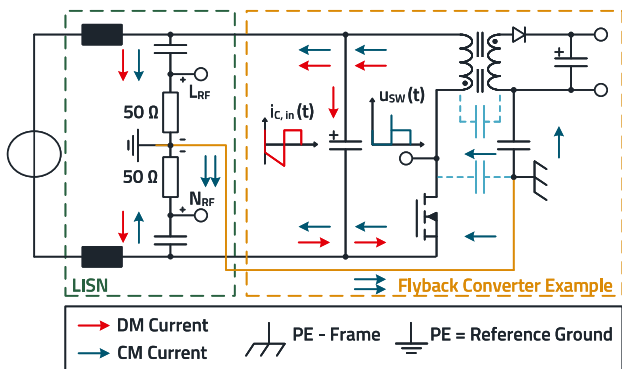 L_RF
50 Ω
50 Ω
N_RF
i_C, in (t)
u_SW (t)
+
+
+
+
-
-
+
LISN
Flyback Converter Example
DM Current
CM Current
PE - Frame
PE = Reference Ground